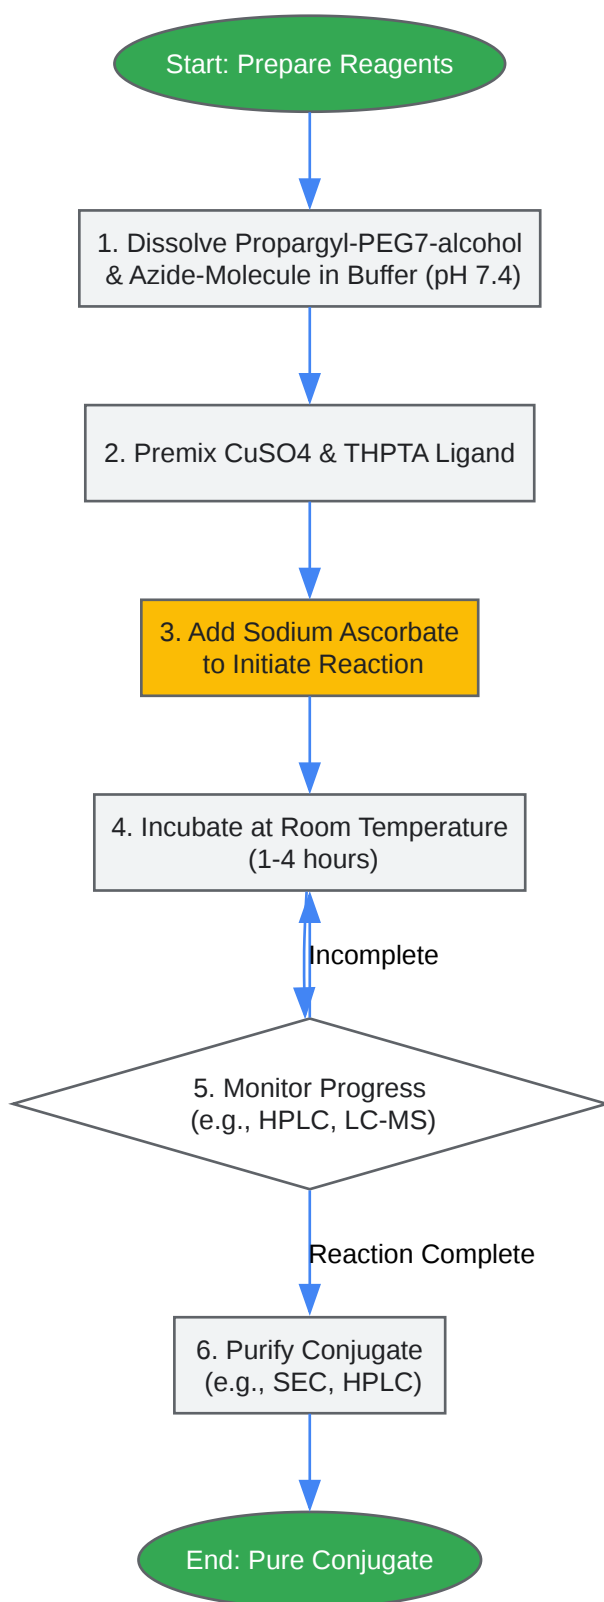 Start: Prepare Reagents
1. Dissolve Propargyl-PEG7-alcohol
& Azide-Molecule in Buffer (pH 7.4)
2. Premix CuSO4 & THPTA Ligand
3. Add Sodium Ascorbate
to Initiate Reaction
4. Incubate at Room Temperature
(1-4 hours)
Incomplete
5. Monitor Progress
(e.g., HPLC, LC-MS)
Reaction Complete
6. Purify Conjugate
(e.g., SEC, HPLC)
End: Pure Conjugate